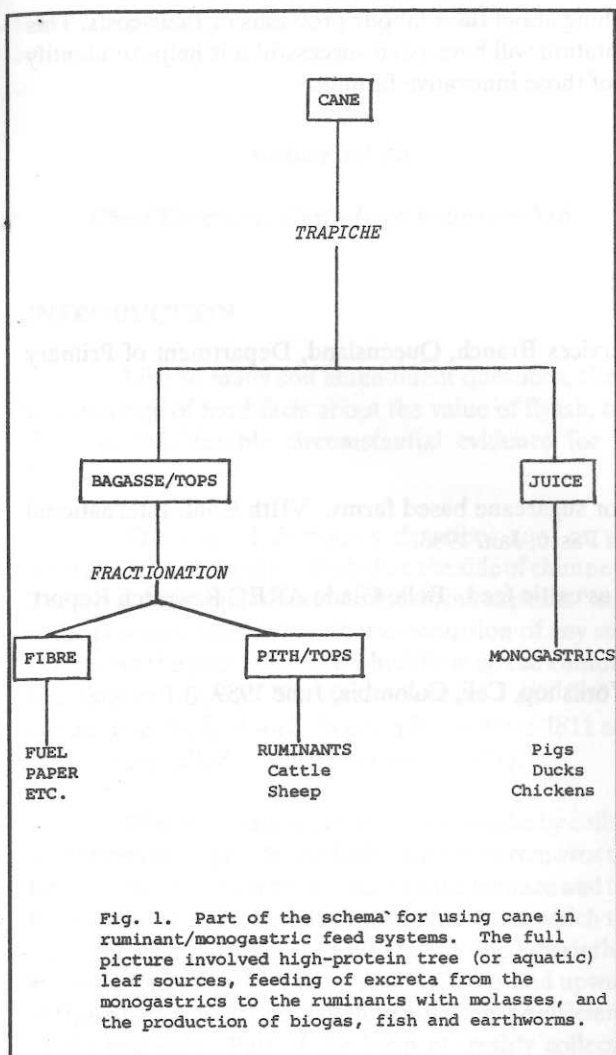 CANE
TRAPICHE
BAGASSE/TOPS
JUICE
FRACTIONATION
FIBRE
PITH/TOPS
MONOGASTRICS
FUEL
PAPER
ETC.
RUMINANTS
Cattle
Sheep
Pigs
Ducks
Chickens
Fig. 1. Part of the schema for using cane in
ruminant/monogastric feed systems. The full
picture involved high-protein tree (or aquatic)
leaf sources, feeding of excreta from the
monogastrics to the ruminants with molasses, and
the production of biogas, fish and earthworms.